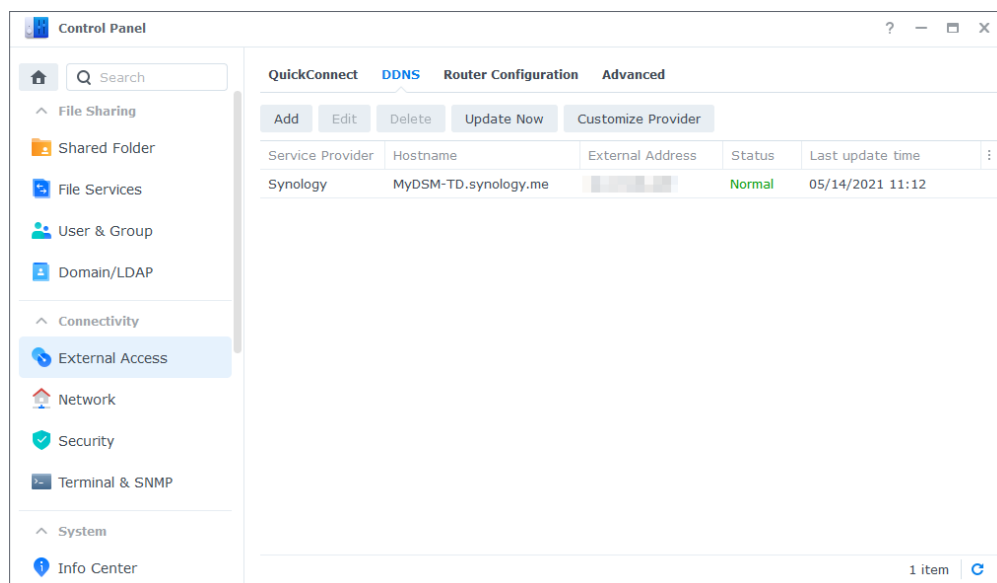 Control Panel
Search
File Sharing
Shared Folder
File Services
User & Group
Domain/LDAP
Connectivity
External Access
Network
Security
Terminal & SNMP
System
Info Center
QuickConnect DDNS Router Configuration Advanced
Add Edit Delete Update Now Customize Provider
Service Provider Hostname External Address Status Last update time
Synology MyDSM-TD.synology.me Normal 05/14/2021 11:12
1 item